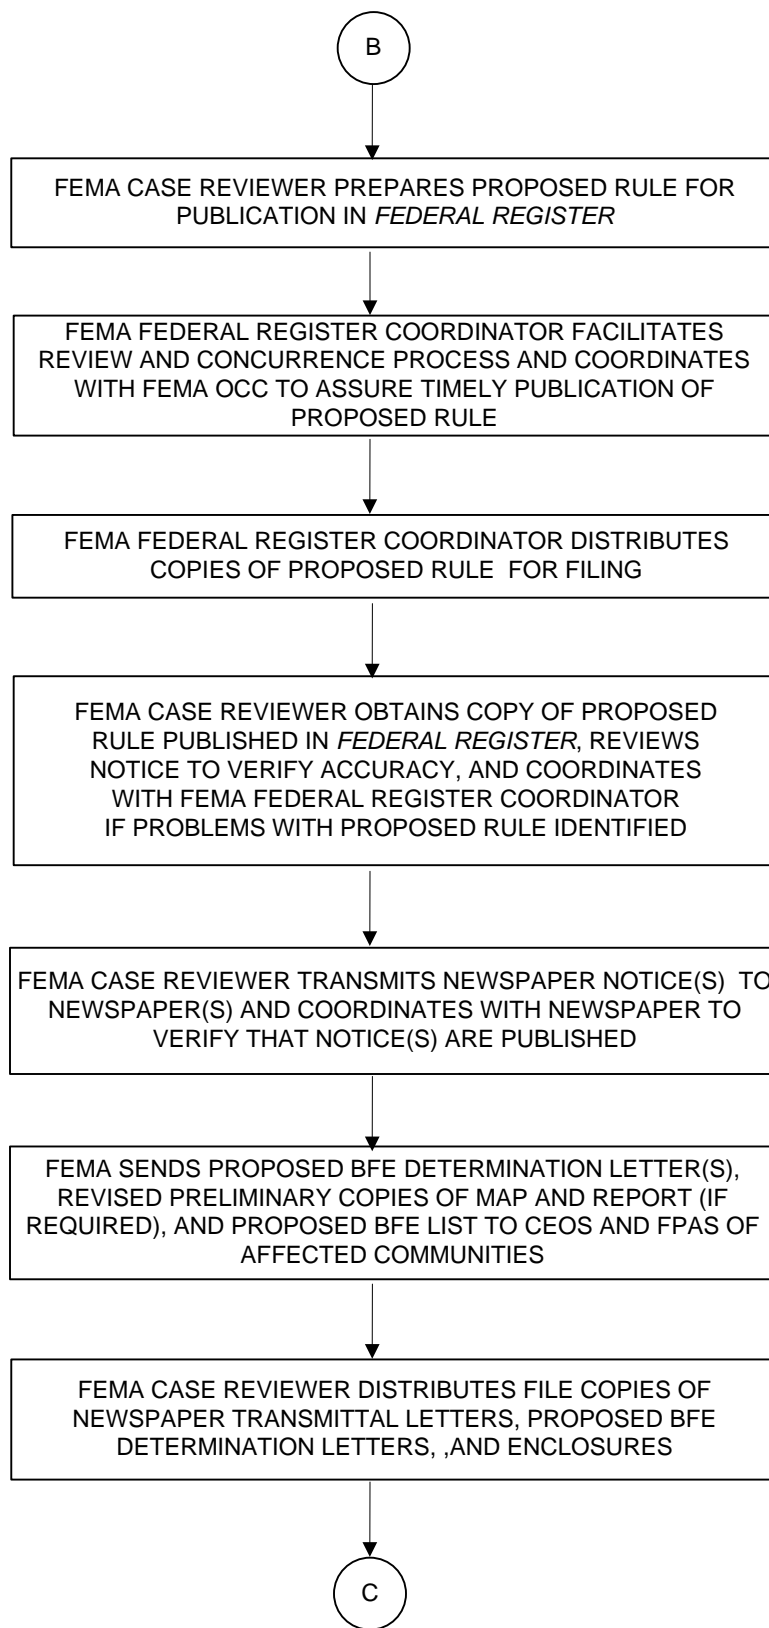 B
FEMA CASE REVIEWER PREPARES PROPOSED RULE FOR
PUBLICATION IN FEDERAL REGISTER
FEMA FEDERAL REGISTER COORDINATOR FACILITATES
REVIEW AND CONCURRENCE PROCESS AND COORDINATES
WITH FEMA OCC TO ASSURE TIMELY PUBLICATION OF
PROPOSED RULE
FEMA FEDERAL REGISTER COORDINATOR DISTRIBUTES
COPIES OF PROPOSED RULE FOR FILING
FEMA CASE REVIEWER OBTAINS COPY OF PROPOSED
RULE PUBLISHED IN FEDERAL REGISTER, REVIEWS
NOTICE TO VERIFY ACCURACY, AND COORDINATES
WITH FEMA FEDERAL REGISTER COORDINATOR
IF PROBLEMS WITH PROPOSED RULE IDENTIFIED
FEMA CASE REVIEWER TRANSMITS NEWSPAPER NOTICE(S) TO
NEWSPAPER(S) AND COORDINATES WITH NEWSPAPER TO
VERIFY THAT NOTICE(S) ARE PUBLISHED
FEMA SENDS PROPOSED BFE DETERMINATION LETTER(S),
REVISED PRELIMINARY COPIES OF MAP AND REPORT (IF
REQUIRED), AND PROPOSED BFE LIST TO CEOS AND FPAS OF
AFFECTED COMMUNITIES
FEMA CASE REVIEWER DISTRIBUTES FILE COPIES OF
NEWSPAPER TRANSMITTAL LETTERS, PROPOSED BFE
DETERMINATION LETTERS, ,AND ENCLOSURES
C